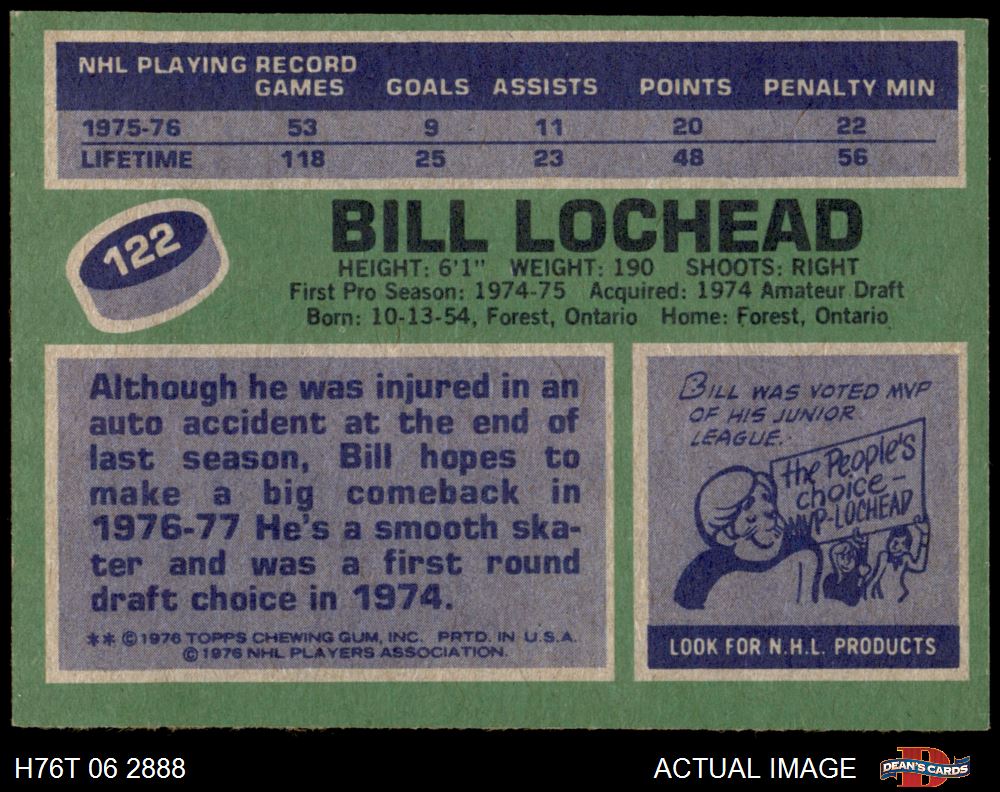 NHL PLAYING RECORD
GAMES GOALS ASSISTS POINTS PENALTY MIN
1975-76 53 9 11 20 22
LIFETIME 118 25 23 48 56
122
BILL LOCHEAD
HEIGHT: 6'1" WEIGHT: 190 SHOOTS: RIGHT
First Pro Season: 1974-75 Acquired: 1974 Amateur Draft
Born: 10-13-54, Forest, Ontario Home: Forest, Ontario
Although he was injured in an
auto accident at the end of
last season, Bill hopes to
make a big comeback in
1976-77 He's a smooth ska-
ter and was a first round
draft choice in 1974.
** ©1976 TOPPS CHEWING GUM, INC. PRTD. IN U.S.A.
©1976 NHL PLAYERS ASSOCIATION.
BILL WAS VOTED MVP
OF HIS JUNIOR
LEAGUE.
the People's
choice-
MVP-LOCHEAD
LOOK FOR N.H.L. PRODUCTS
H76T 06 2888
ACTUAL IMAGE
D
DEAN'S CARDS